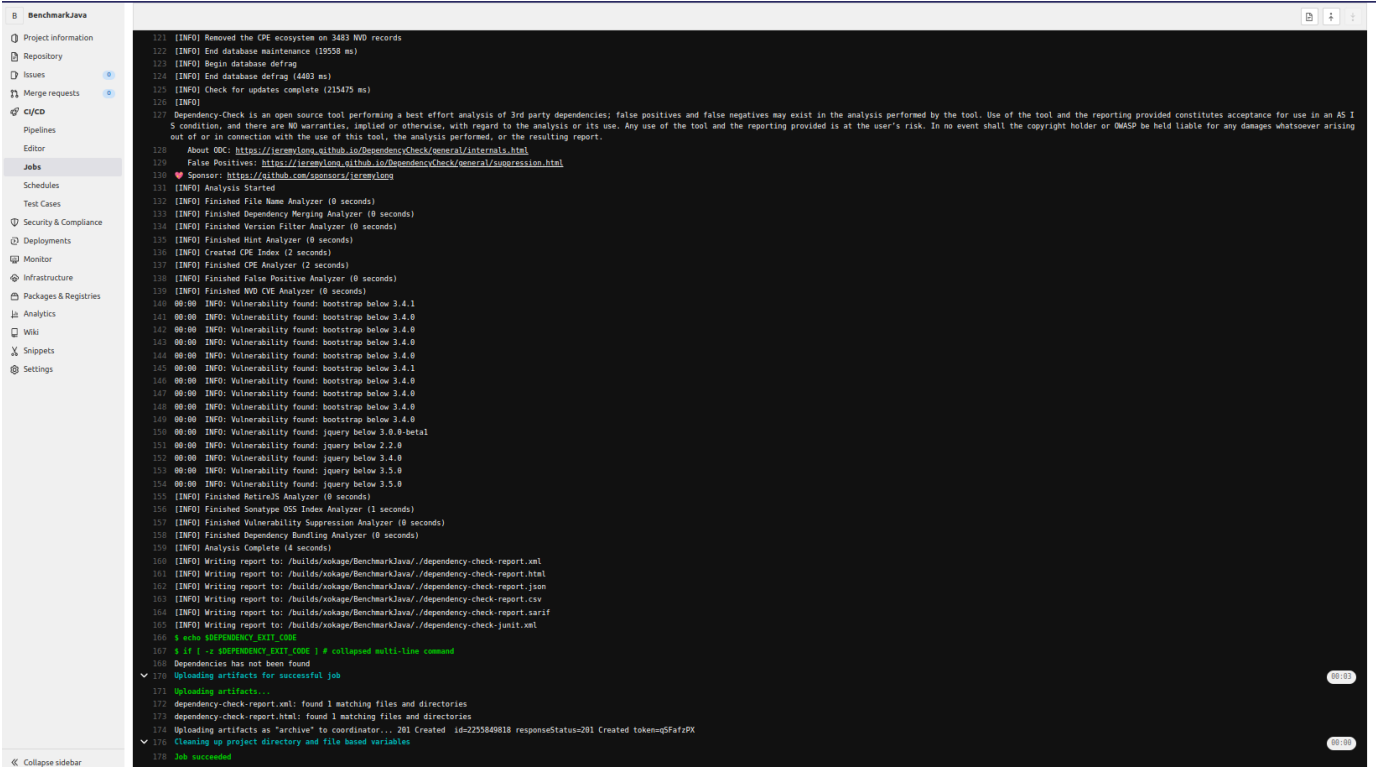 B BenchmarkJava
Project information
Repository
Issues 0
Merge requests 0
CI/CD
Pipelines
Editor
Jobs
Schedules
Test Cases
Security & Compliance
Deployments
Monitor
Infrastructure
Packages & Registries
Analytics
Wiki
Snippets
Settings
Collapse sidebar
121 [INFO] Removed the CPE ecosystem on 3483 NVD records
122 [INFO] End database maintenance (19558 ms)
123 [INFO] Begin database defrag
124 [INFO] End database defrag (4403 ms)
125 [INFO] Check for updates complete (215475 ms)
126 [INFO]
127 Dependency-Check is an open source tool performing a best effort analysis of 3rd party dependencies; false positives and false negatives may exist in the analysis performed by the tool. Use of the tool and the reporting provided constitutes acceptance for use in an AS I
S condition, and there are NO warranties, implied or otherwise, with regard to the analysis or its use. Any use of the tool and the reporting provided is at the user's risk. In no event shall the copyright holder or OWASP be held liable for any damages whatsoever arising
out of or in connection with the use of this tool, the analysis performed, or the resulting report.
128 About ODC: https://jeremylong.github.io/DependencyCheck/general/internals.html
129 False Positives: https://jeremylong.github.io/DependencyCheck/general/suppression.html
130 💖 Sponsor: https://github.com/sponsors/jeremylong
131 [INFO] Analysis Started
132 [INFO] Finished File Name Analyzer (0 seconds)
133 [INFO] Finished Dependency Merging Analyzer (0 seconds)
134 [INFO] Finished Version Filter Analyzer (0 seconds)
135 [INFO] Finished Hint Analyzer (0 seconds)
136 [INFO] Created CPE Index (2 seconds)
137 [INFO] Finished CPE Analyzer (2 seconds)
138 [INFO] Finished False Positive Analyzer (0 seconds)
139 [INFO] Finished NVD CVE Analyzer (0 seconds)
140 00:00 INFO: Vulnerability found: bootstrap below 3.4.1
141 00:00 INFO: Vulnerability found: bootstrap below 3.4.0
142 00:00 INFO: Vulnerability found: bootstrap below 3.4.0
143 00:00 INFO: Vulnerability found: bootstrap below 3.4.0
144 00:00 INFO: Vulnerability found: bootstrap below 3.4.0
145 00:00 INFO: Vulnerability found: bootstrap below 3.4.1
146 00:00 INFO: Vulnerability found: bootstrap below 3.4.0
147 00:00 INFO: Vulnerability found: bootstrap below 3.4.0
148 00:00 INFO: Vulnerability found: bootstrap below 3.4.0
149 00:00 INFO: Vulnerability found: bootstrap below 3.4.0
150 00:00 INFO: Vulnerability found: jquery below 3.0.0-beta1
151 00:00 INFO: Vulnerability found: jquery below 2.2.0
152 00:00 INFO: Vulnerability found: jquery below 3.4.0
153 00:00 INFO: Vulnerability found: jquery below 3.5.0
154 00:00 INFO: Vulnerability found: jquery below 3.5.0
155 [INFO] Finished RetireJS Analyzer (0 seconds)
156 [INFO] Finished Sonatype OSS Index Analyzer (1 seconds)
157 [INFO] Finished Vulnerability Suppression Analyzer (0 seconds)
158 [INFO] Finished Dependency Bundling Analyzer (0 seconds)
159 [INFO] Analysis Complete (4 seconds)
160 [INFO] Writing report to: /builds/xokage/BenchmarkJava/./dependency-check-report.xml
161 [INFO] Writing report to: /builds/xokage/BenchmarkJava/./dependency-check-report.html
162 [INFO] Writing report to: /builds/xokage/BenchmarkJava/./dependency-check-report.json
163 [INFO] Writing report to: /builds/xokage/BenchmarkJava/./dependency-check-report.csv
164 [INFO] Writing report to: /builds/xokage/BenchmarkJava/./dependency-check-report.sarif
165 [INFO] Writing report to: /builds/xokage/BenchmarkJava/./dependency-check-junit.xml
166 $ echo $DEPENDENCY_EXIT_CODE
167 $ if [ -z $DEPENDENCY_EXIT_CODE ] # collapsed multi-line command
168 Dependencies has not been found
170 Uploading artifacts for successful job 00:03
171 Uploading artifacts...
172 dependency-check-report.xml: found 1 matching files and directories
173 dependency-check-report.html: found 1 matching files and directories
174 Uploading artifacts as "archive" to coordinator... 201 Created id=2255849818 responseStatus=201 Created token=qSFafzPX
176 Cleaning up project directory and file based variables 00:00
178 Job succeeded